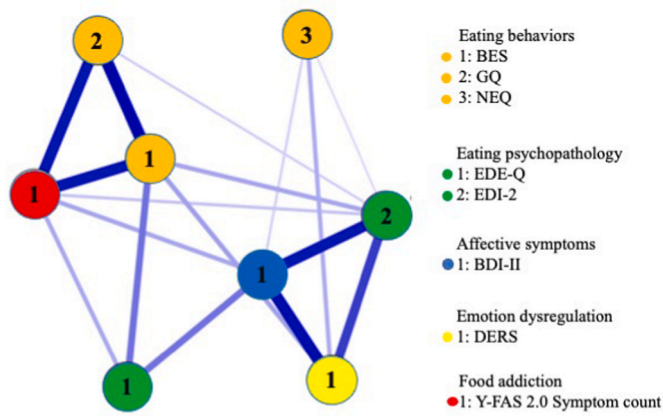 2
3
1
1
2
1
1
1
Eating behaviors
1: BES
2: GQ
3: NEQ
Eating psychopathology
1: EDE-Q
2: EDI-2
Affective symptoms
1: BDI-II
Emotion dysregulation
1: DERS
Food addiction
1: Y-FAS 2.0 Symptom count